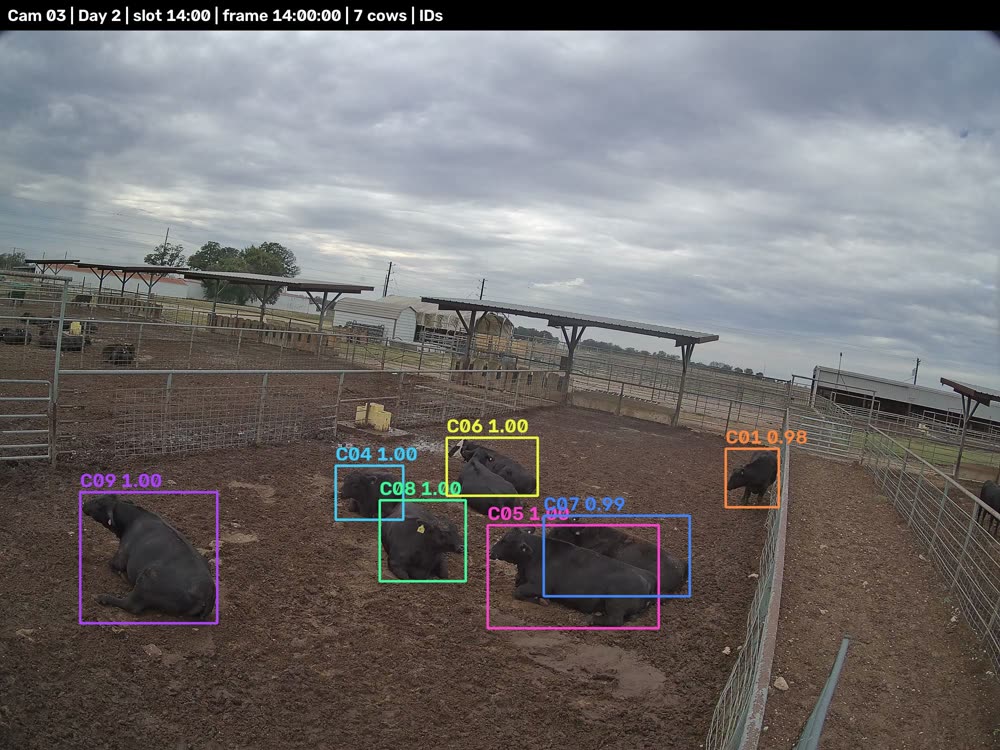 Cam 03 | Day 2 | slot 14:00 | frame 14:00:00 | 7 cows | IDs
C06 1.00
C01 0.98
C04 1.00
C09 1.00
C08 1.00
C07 0.99
C05 1.00